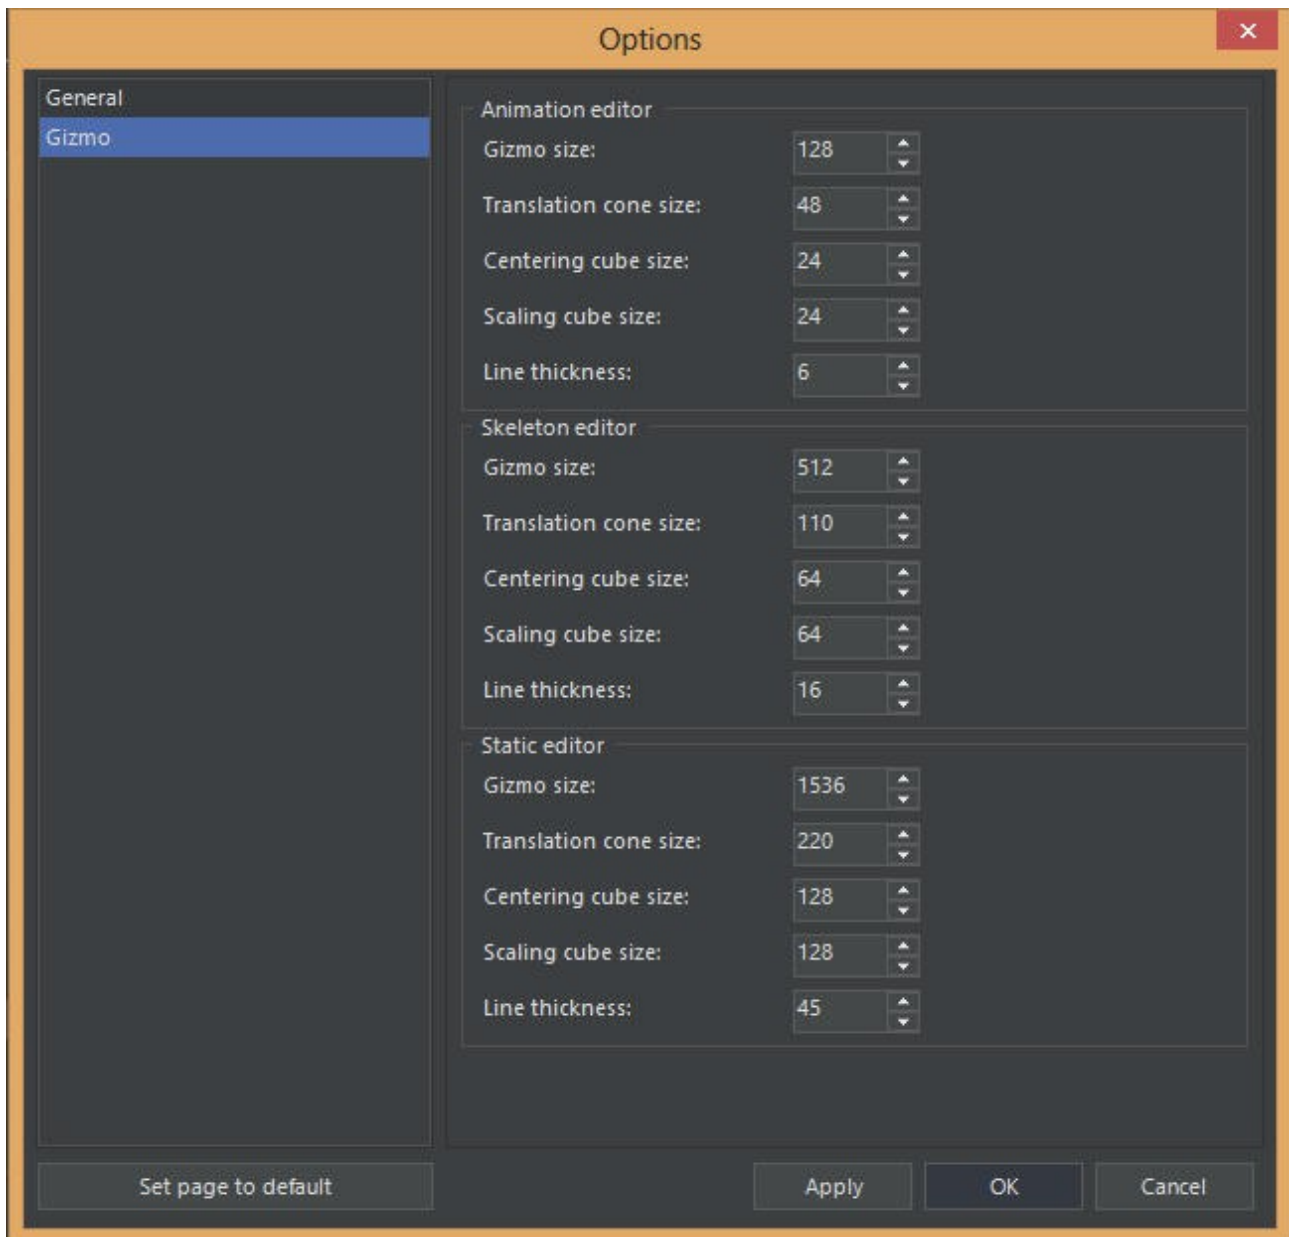 Options
General
Gizmo
Animation editor
Gizmo size: 128
Translation cone size: 48
Centering cube size: 24
Scaling cube size: 24
Line thickness: 6
Skeleton editor
Gizmo size: 512
Translation cone size: 110
Centering cube size: 64
Scaling cube size: 64
Line thickness: 16
Static editor
Gizmo size: 1536
Translation cone size: 220
Centering cube size: 128
Scaling cube size: 128
Line thickness: 45
Set page to default Apply OK Cancel